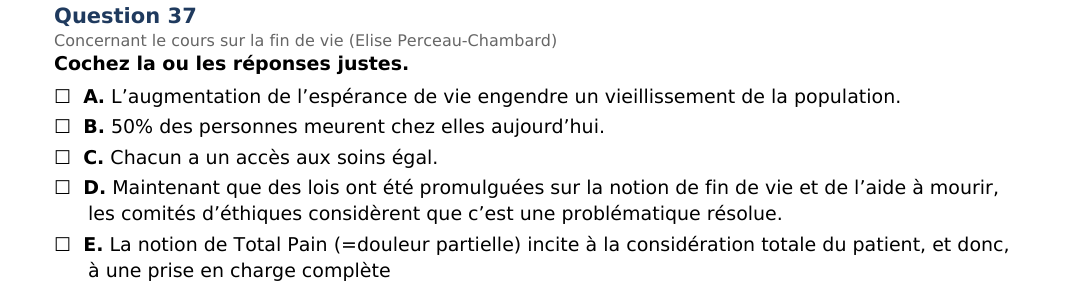 Question 37
Concernant le cours sur la fin de vie (Elise Perceau-Chambard)
Cochez la ou les réponses justes.
☐ A. L’augmentation de l’espérance de vie engendre un vieillissement de la population.
☐ B. 50% des personnes meurent chez elles aujourd’hui.
☐ C. Chacun a un accès aux soins égal.
☐ D. Maintenant que des lois ont été promulguées sur la notion de fin de vie et de l’aide à mourir,
les comités d’éthiques considèrent que c’est une problématique résolue.
☐ E. La notion de Total Pain (=douleur partielle) incite à la considération totale du patient, et donc,
à une prise en charge complète